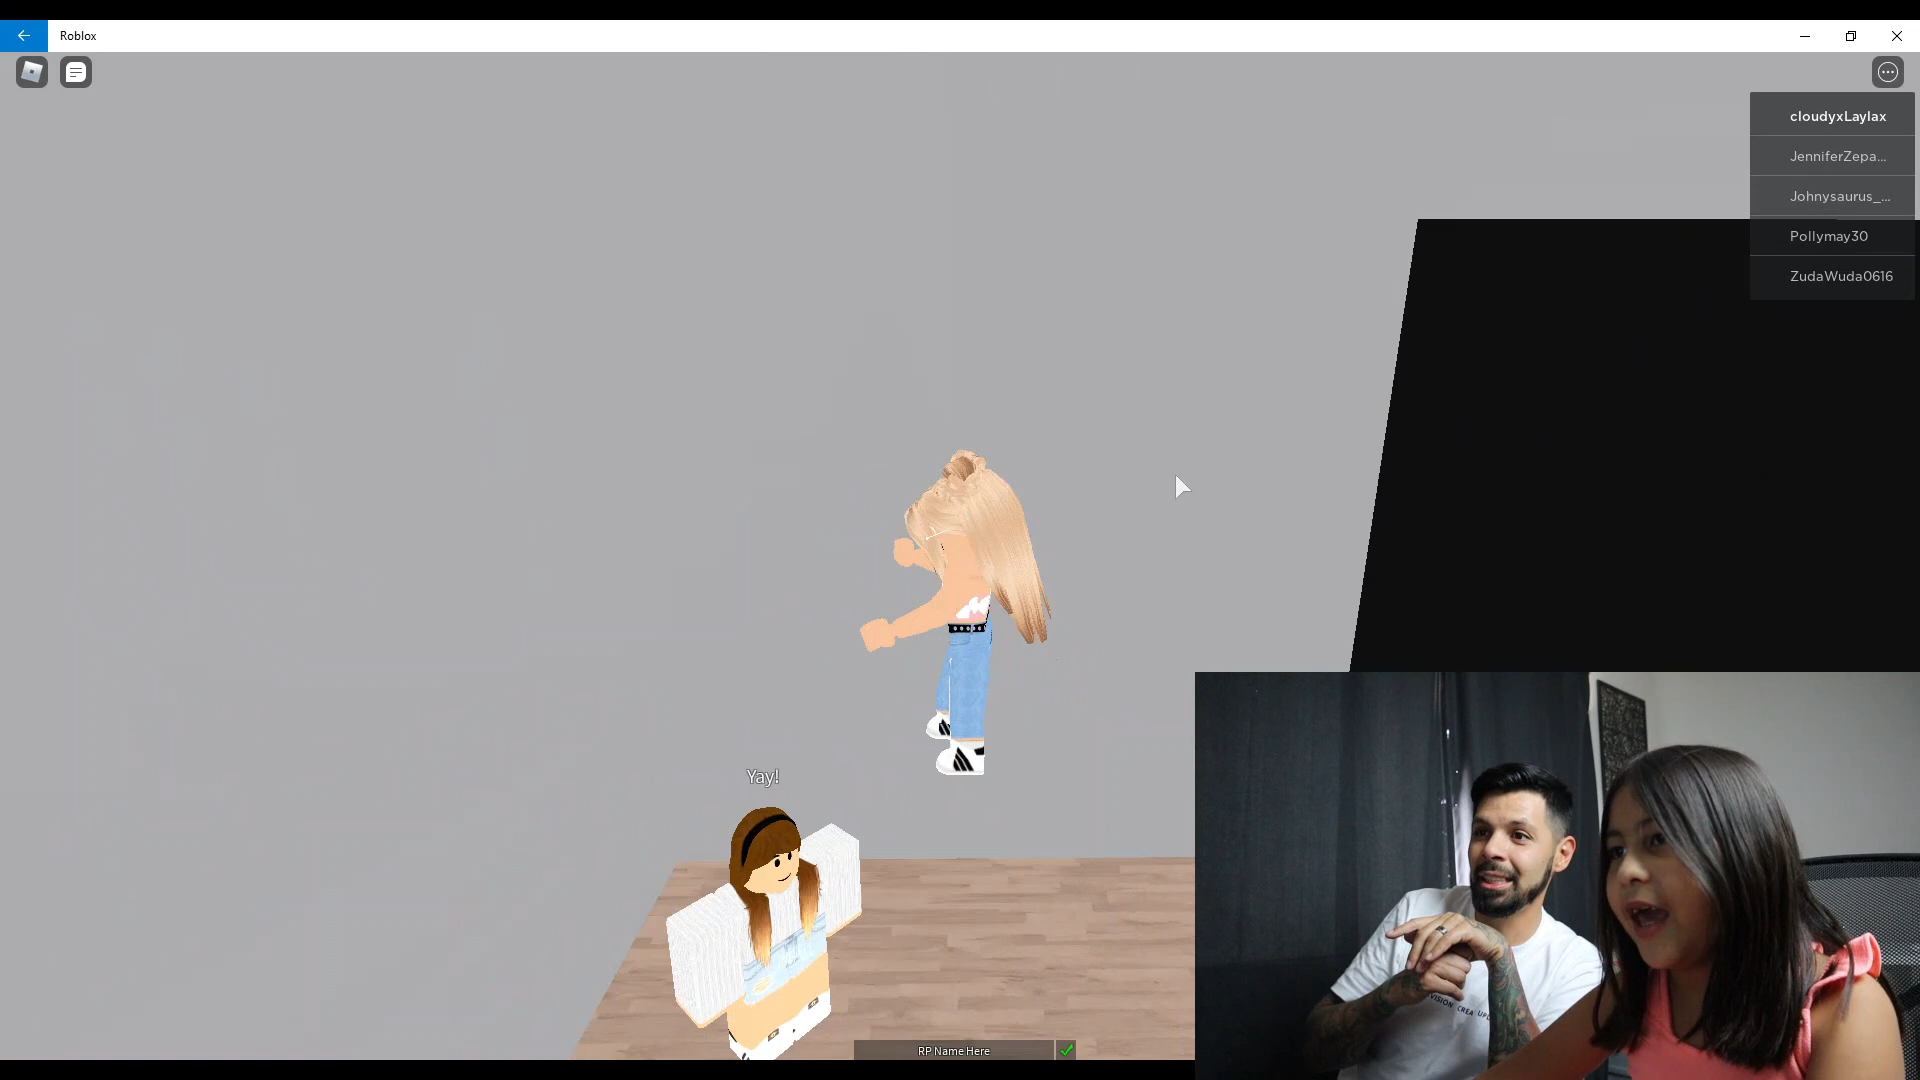 Roblox
cloudyxLaylax
JenniferZepa...
Johnysaurus_...
Pollymay30
ZudaWuda0616
Yay!
RP Name Here